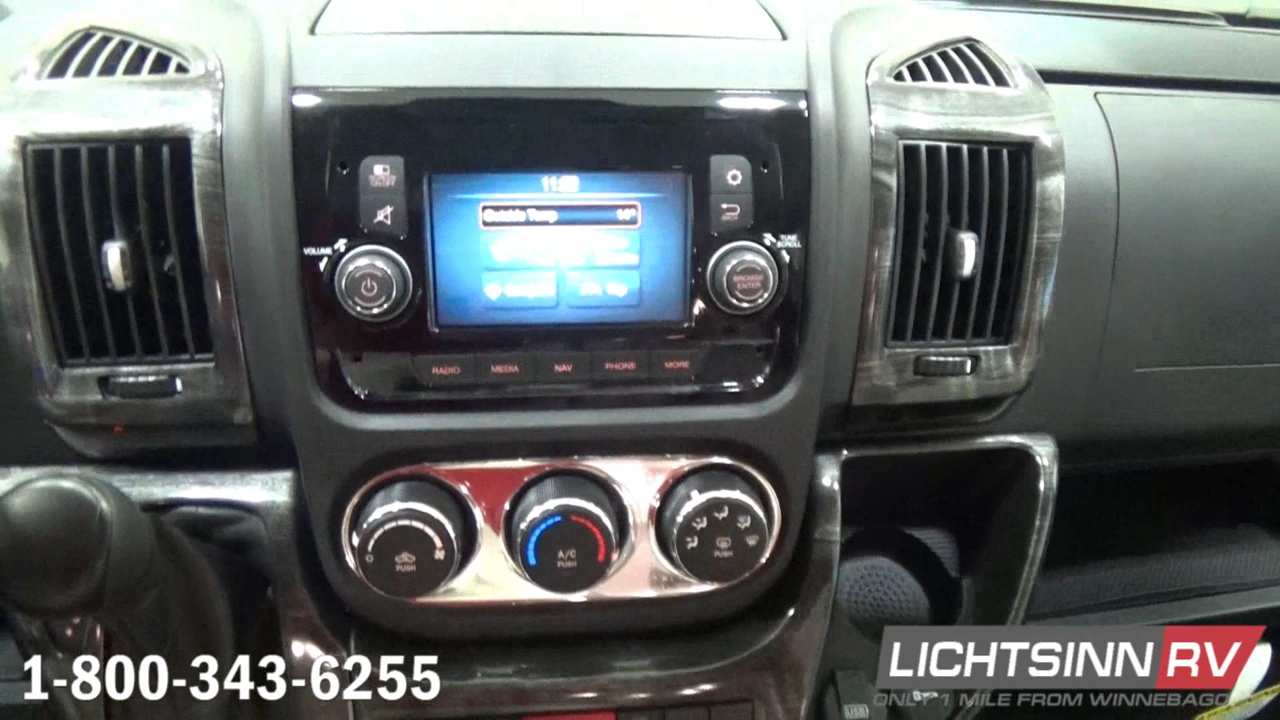 Outside Temp
VOLUME
TUNE
SCROLL
BROWSE
ENTER
RADIO MEDIA NAV PHONE MORE
PUSH
A/C
PUSH
PUSH
USB
1-800-343-6255
LICHTSINN RV
ONLY 1 MILE FROM WINNEBAGO